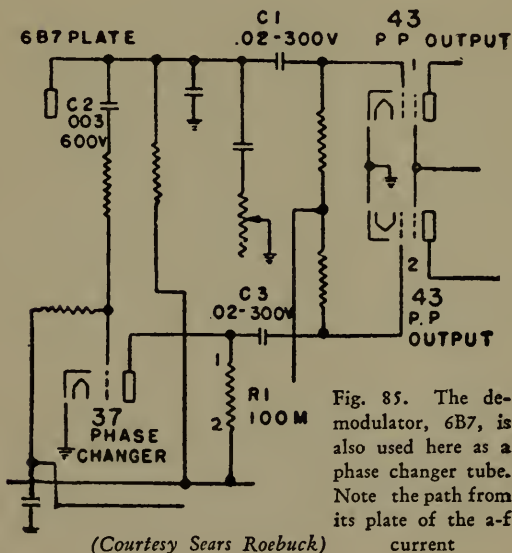 6B7 PLATE
C1
.02-300V
43
P.P. OUTPUT
1
C2
003
600V
2
43
P.P
OUTPUT
C3
.02-300V
1
2
R1
100M
37
PHASE
CHANGER
Fig. 85. The de-
modulator, 6B7, is
also used here as a
phase changer tube.
Note the path from
its plate of the a-f
current
(Courtesy Sears Roebuck)